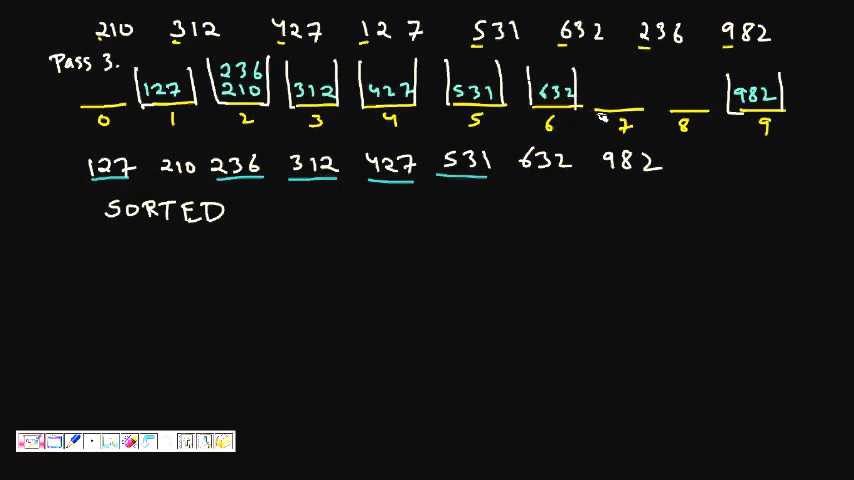 210 312 427 127 531 632 236 982
Pass 3.
236
127 210 312 427 531 632 982
0 1 2 3 4 5 6 7 8 9
127 210 236 312 427 531 632 982
SORTED